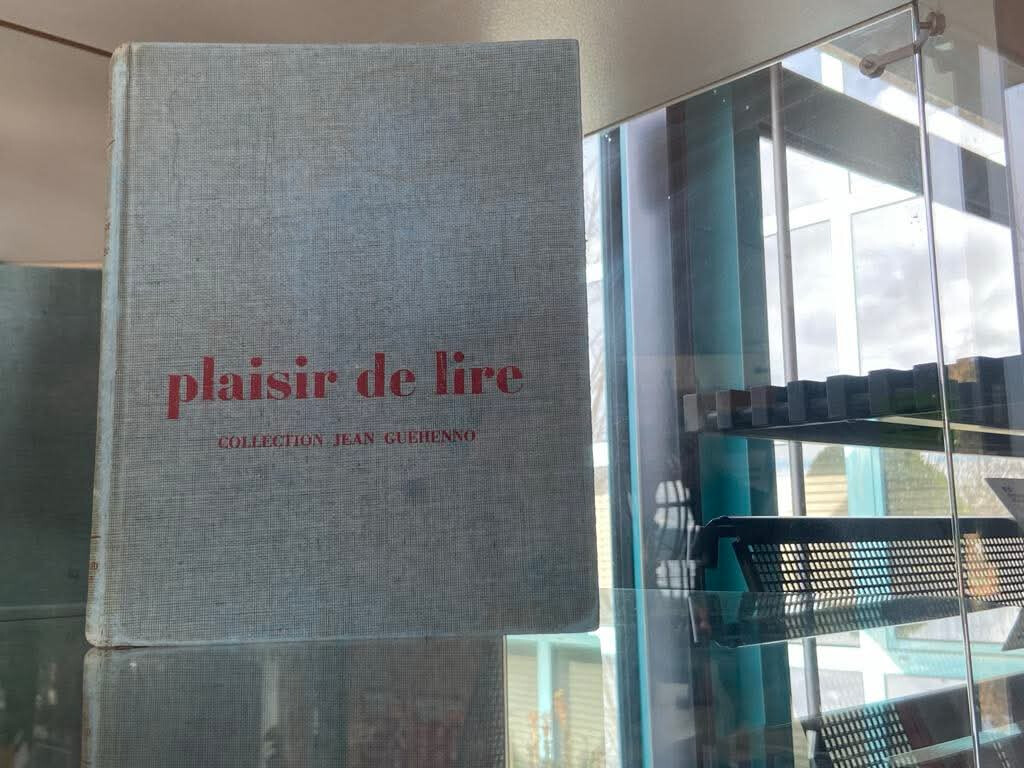 plaisir de lire
COLLECTION JEAN GUEHENNO